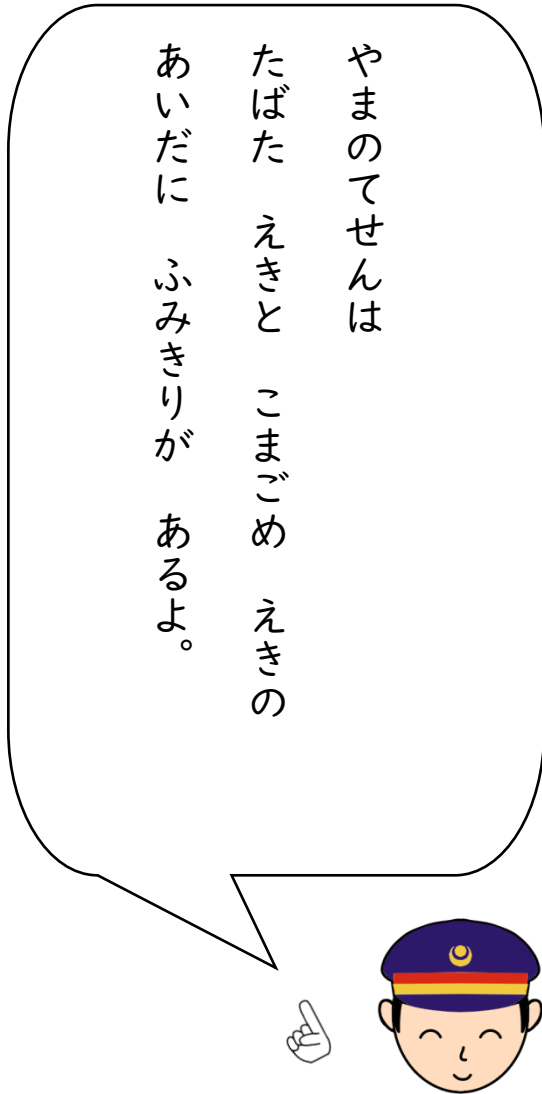 やまのてせんは
たばた　えきと　こまごめ　えきの
あいだに　ふみきりが　あるよ。